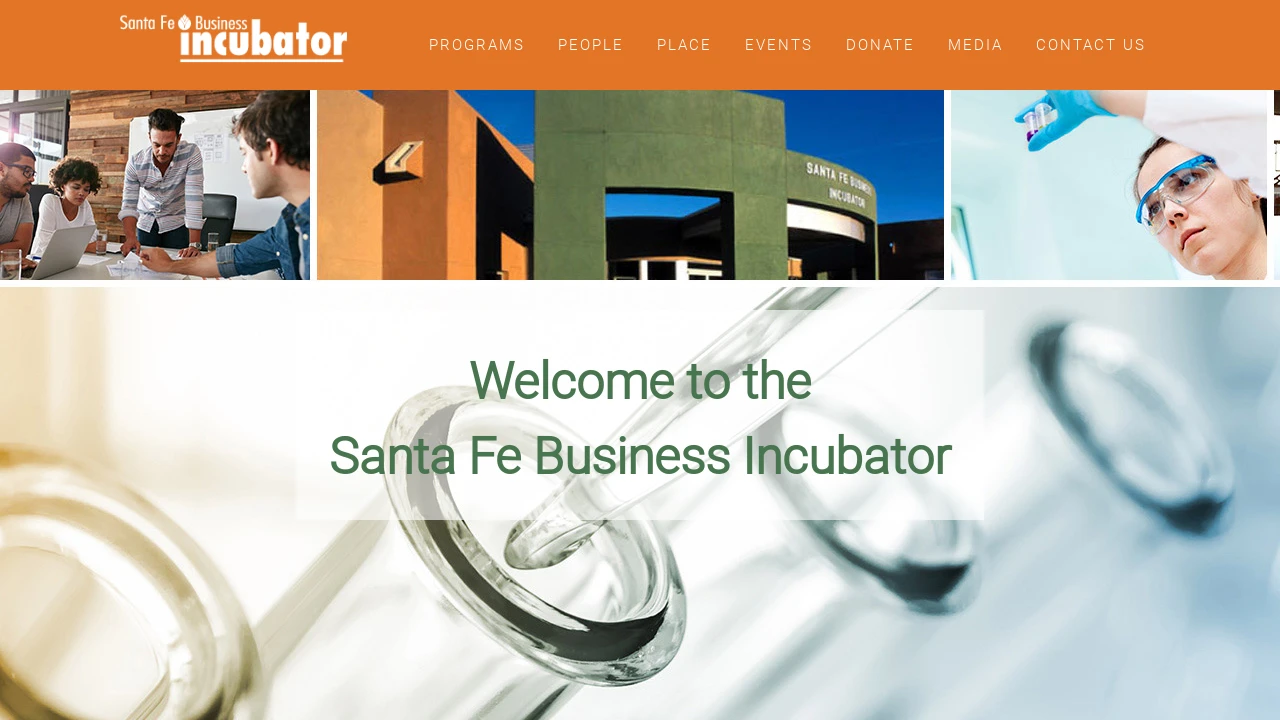 Santa Fe Business
incubator
PROGRAMS PEOPLE PLACE EVENTS DONATE MEDIA CONTACT US
SANTA FE BUSINESS
INCUBATOR
Welcome to the
Santa Fe Business Incubator